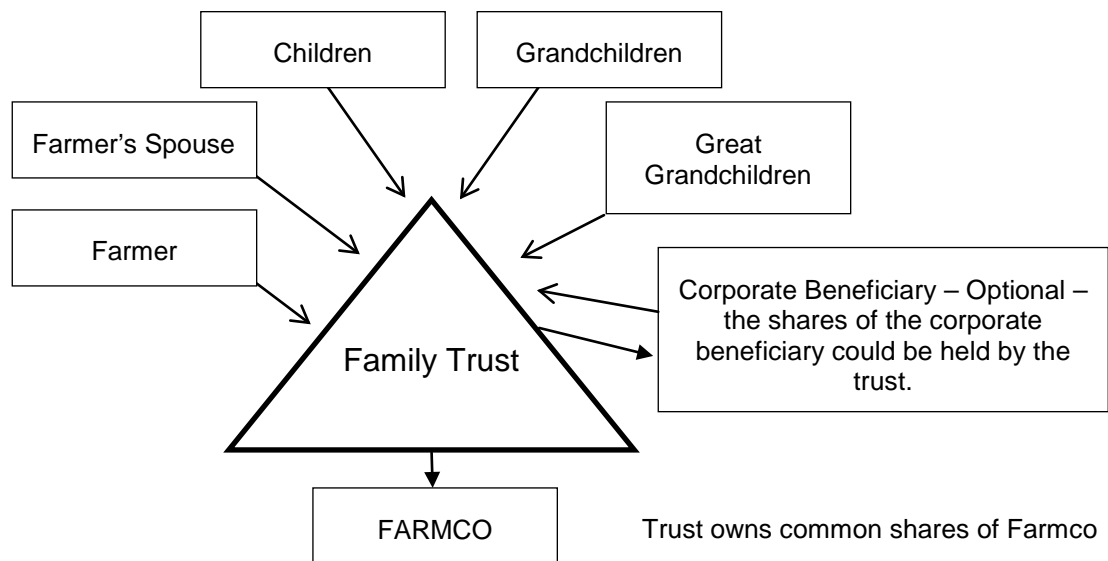 Children
Grandchildren
Farmer’s Spouse
Great
Grandchildren
Farmer
Corporate Beneficiary – Optional –
the shares of the corporate
beneficiary could be held by the
trust.
Family Trust
FARMCO
Trust owns common shares of Farmco